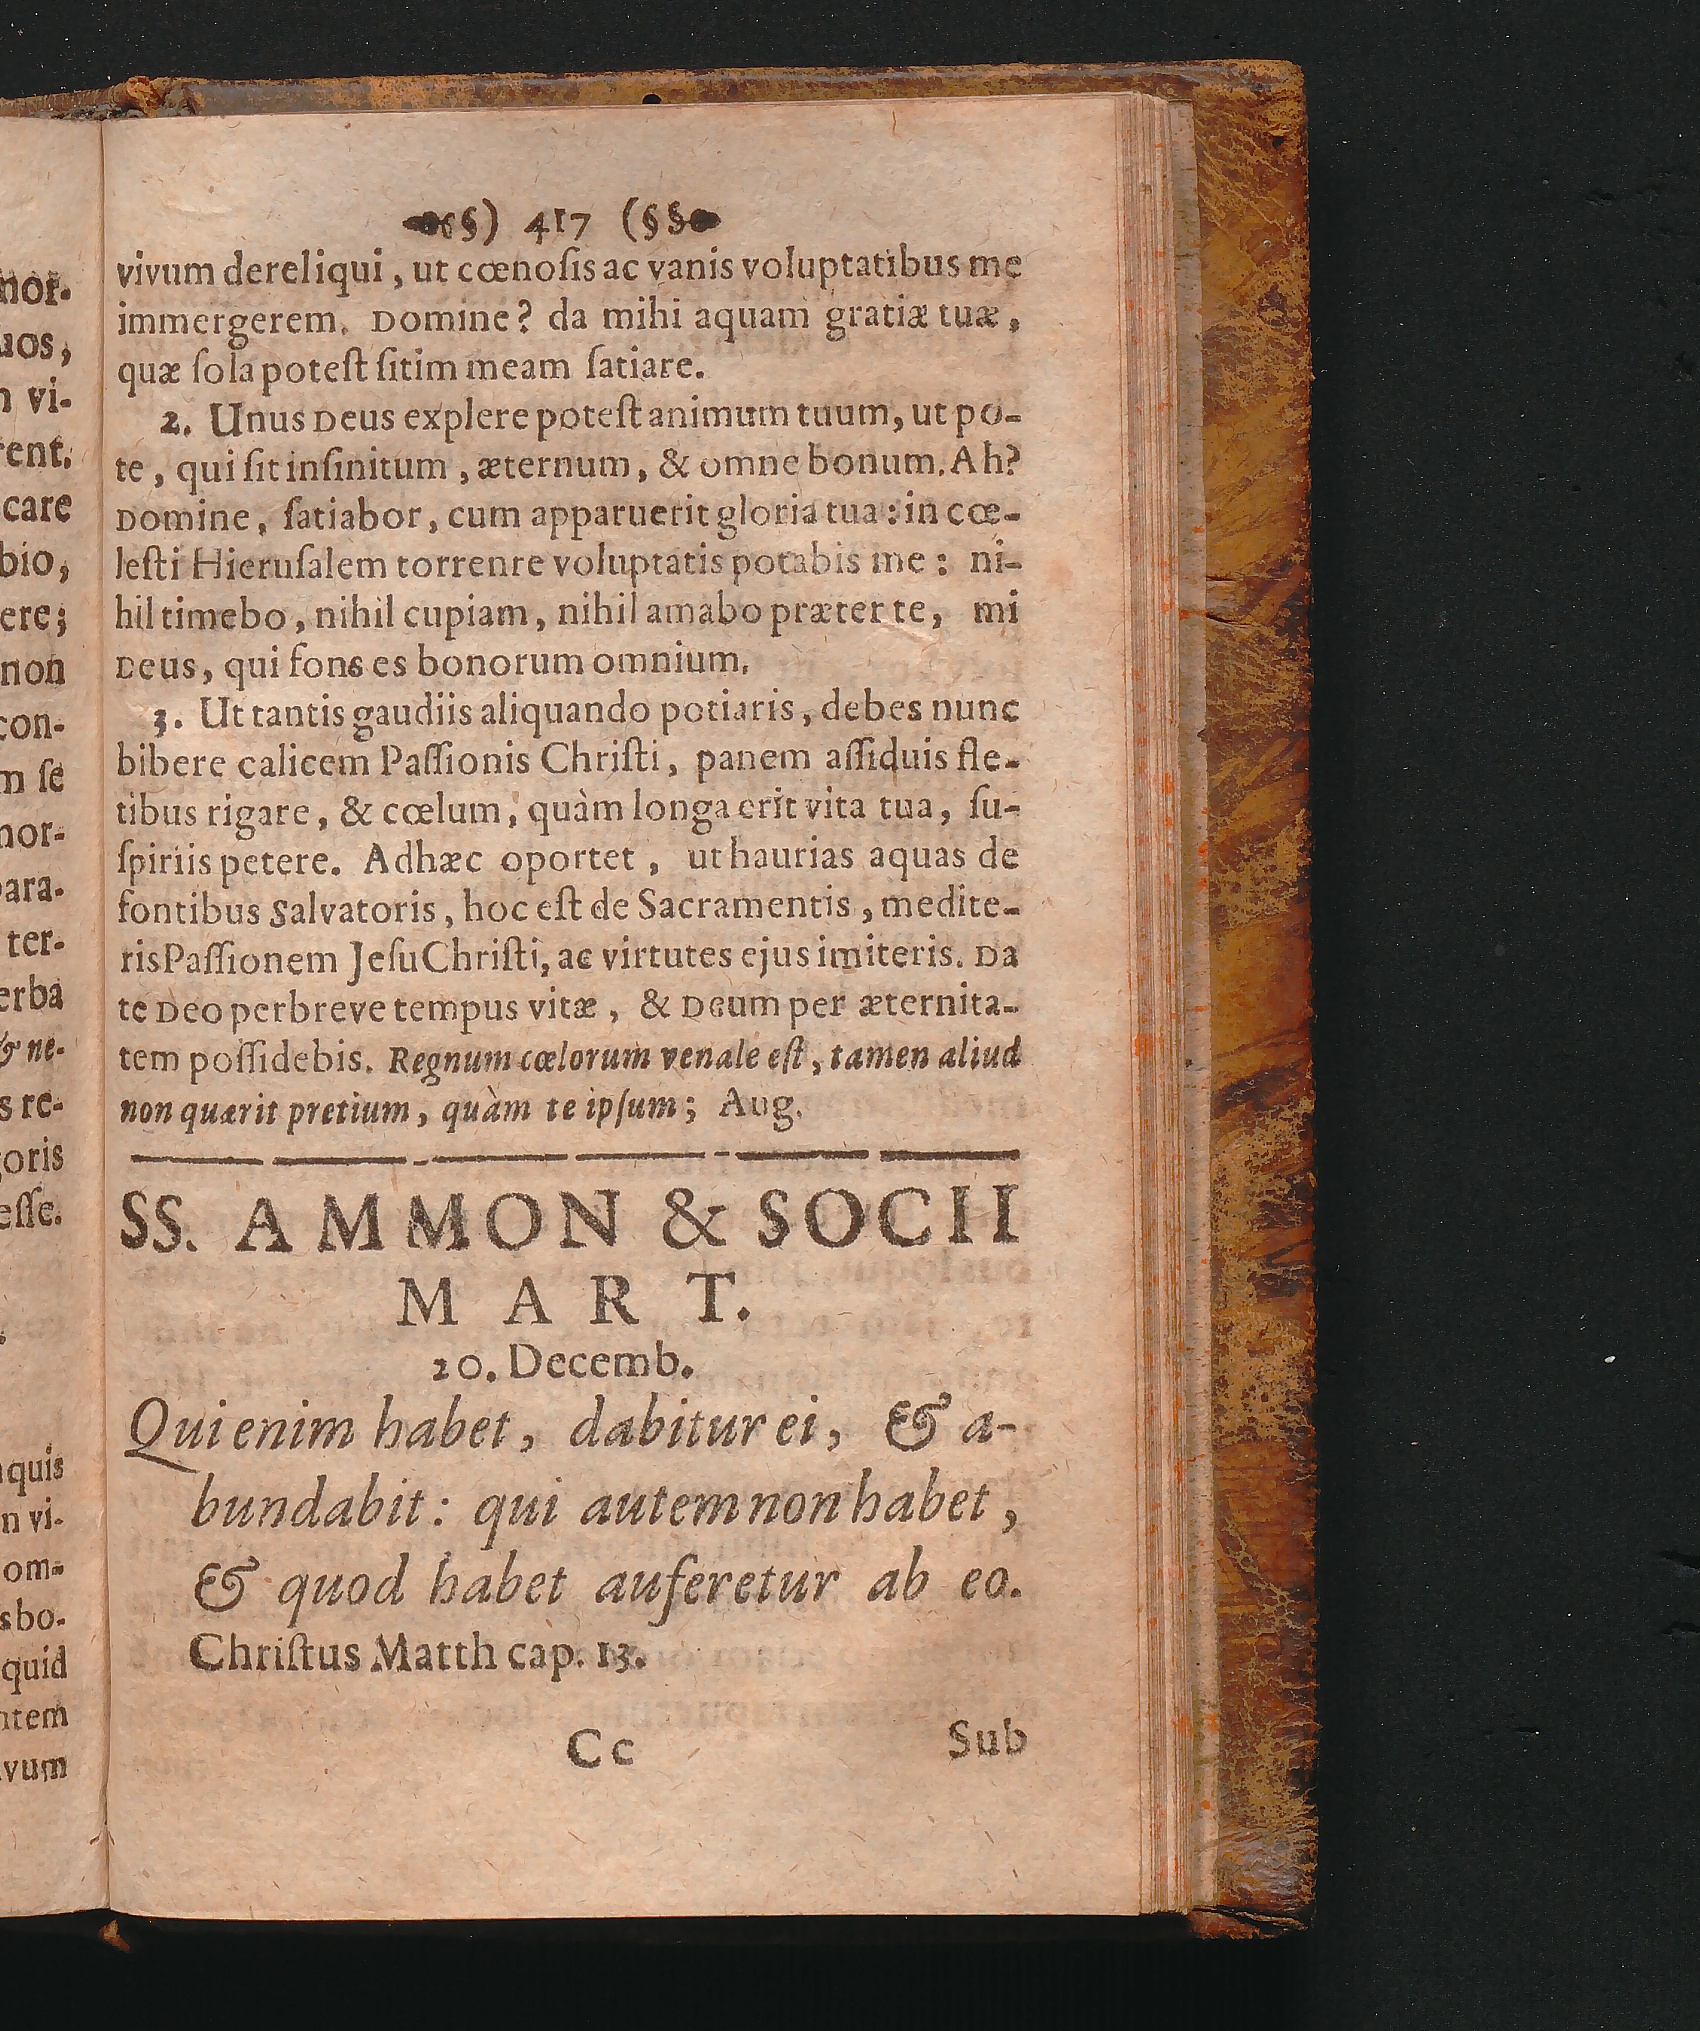 §§) 417 (§§
vivum dereliqui, ut cœnoſis ac vanis voluptatibus me
immergerem. Domine? da mihi aquam gratiæ tuæ,
quæ ſola poteſt ſitim meam ſatiare.
2. Unus Deus explere poteſt animum tuum, ut po-
te, qui ſit inſinitum, æternum, & omne bonum. Ah?
Domine, ſatiabor, cum apparuerit gloria tua: in cœ-
leſti Hieruſalem torrenre voluptatis potabis me: ni-
hil timebo, nihil cupiam, nihil amabo præter te, mi
Deus, qui fons es bonorum omnium.
3. Ut tantis gaudiis aliquando potiaris, debes nunc
bibere calicem Paſſionis Chriſti, panem aſſiduis fle-
tibus rigare, & cœlum, quàm longa erit vita tua, ſu-
ſpiriis petere. Adhæc oportet, ut haurias aquas de
fontibus Salvatoris, hoc eſt de Sacramentis, medite-
ris Paſſionem Jeſu Chriſti, ac virtutes ejus imiteris. Da
te Deo perbreve tempus vitæ, & Deum per æternita-
tem poſſidebis. Regnum cœlorum venale eſt, tamen aliud
non quærit pretium, quàm te ipſum; Aug.
SS. AMMON & SOCII
MART.
20. Decemb.
Qui enim habet, dabitur ei, & a-
bundabit: qui autem non habet,
& quod habet auferetur ab eo.
Chriſtus Matth cap. 13.
Cc Sub